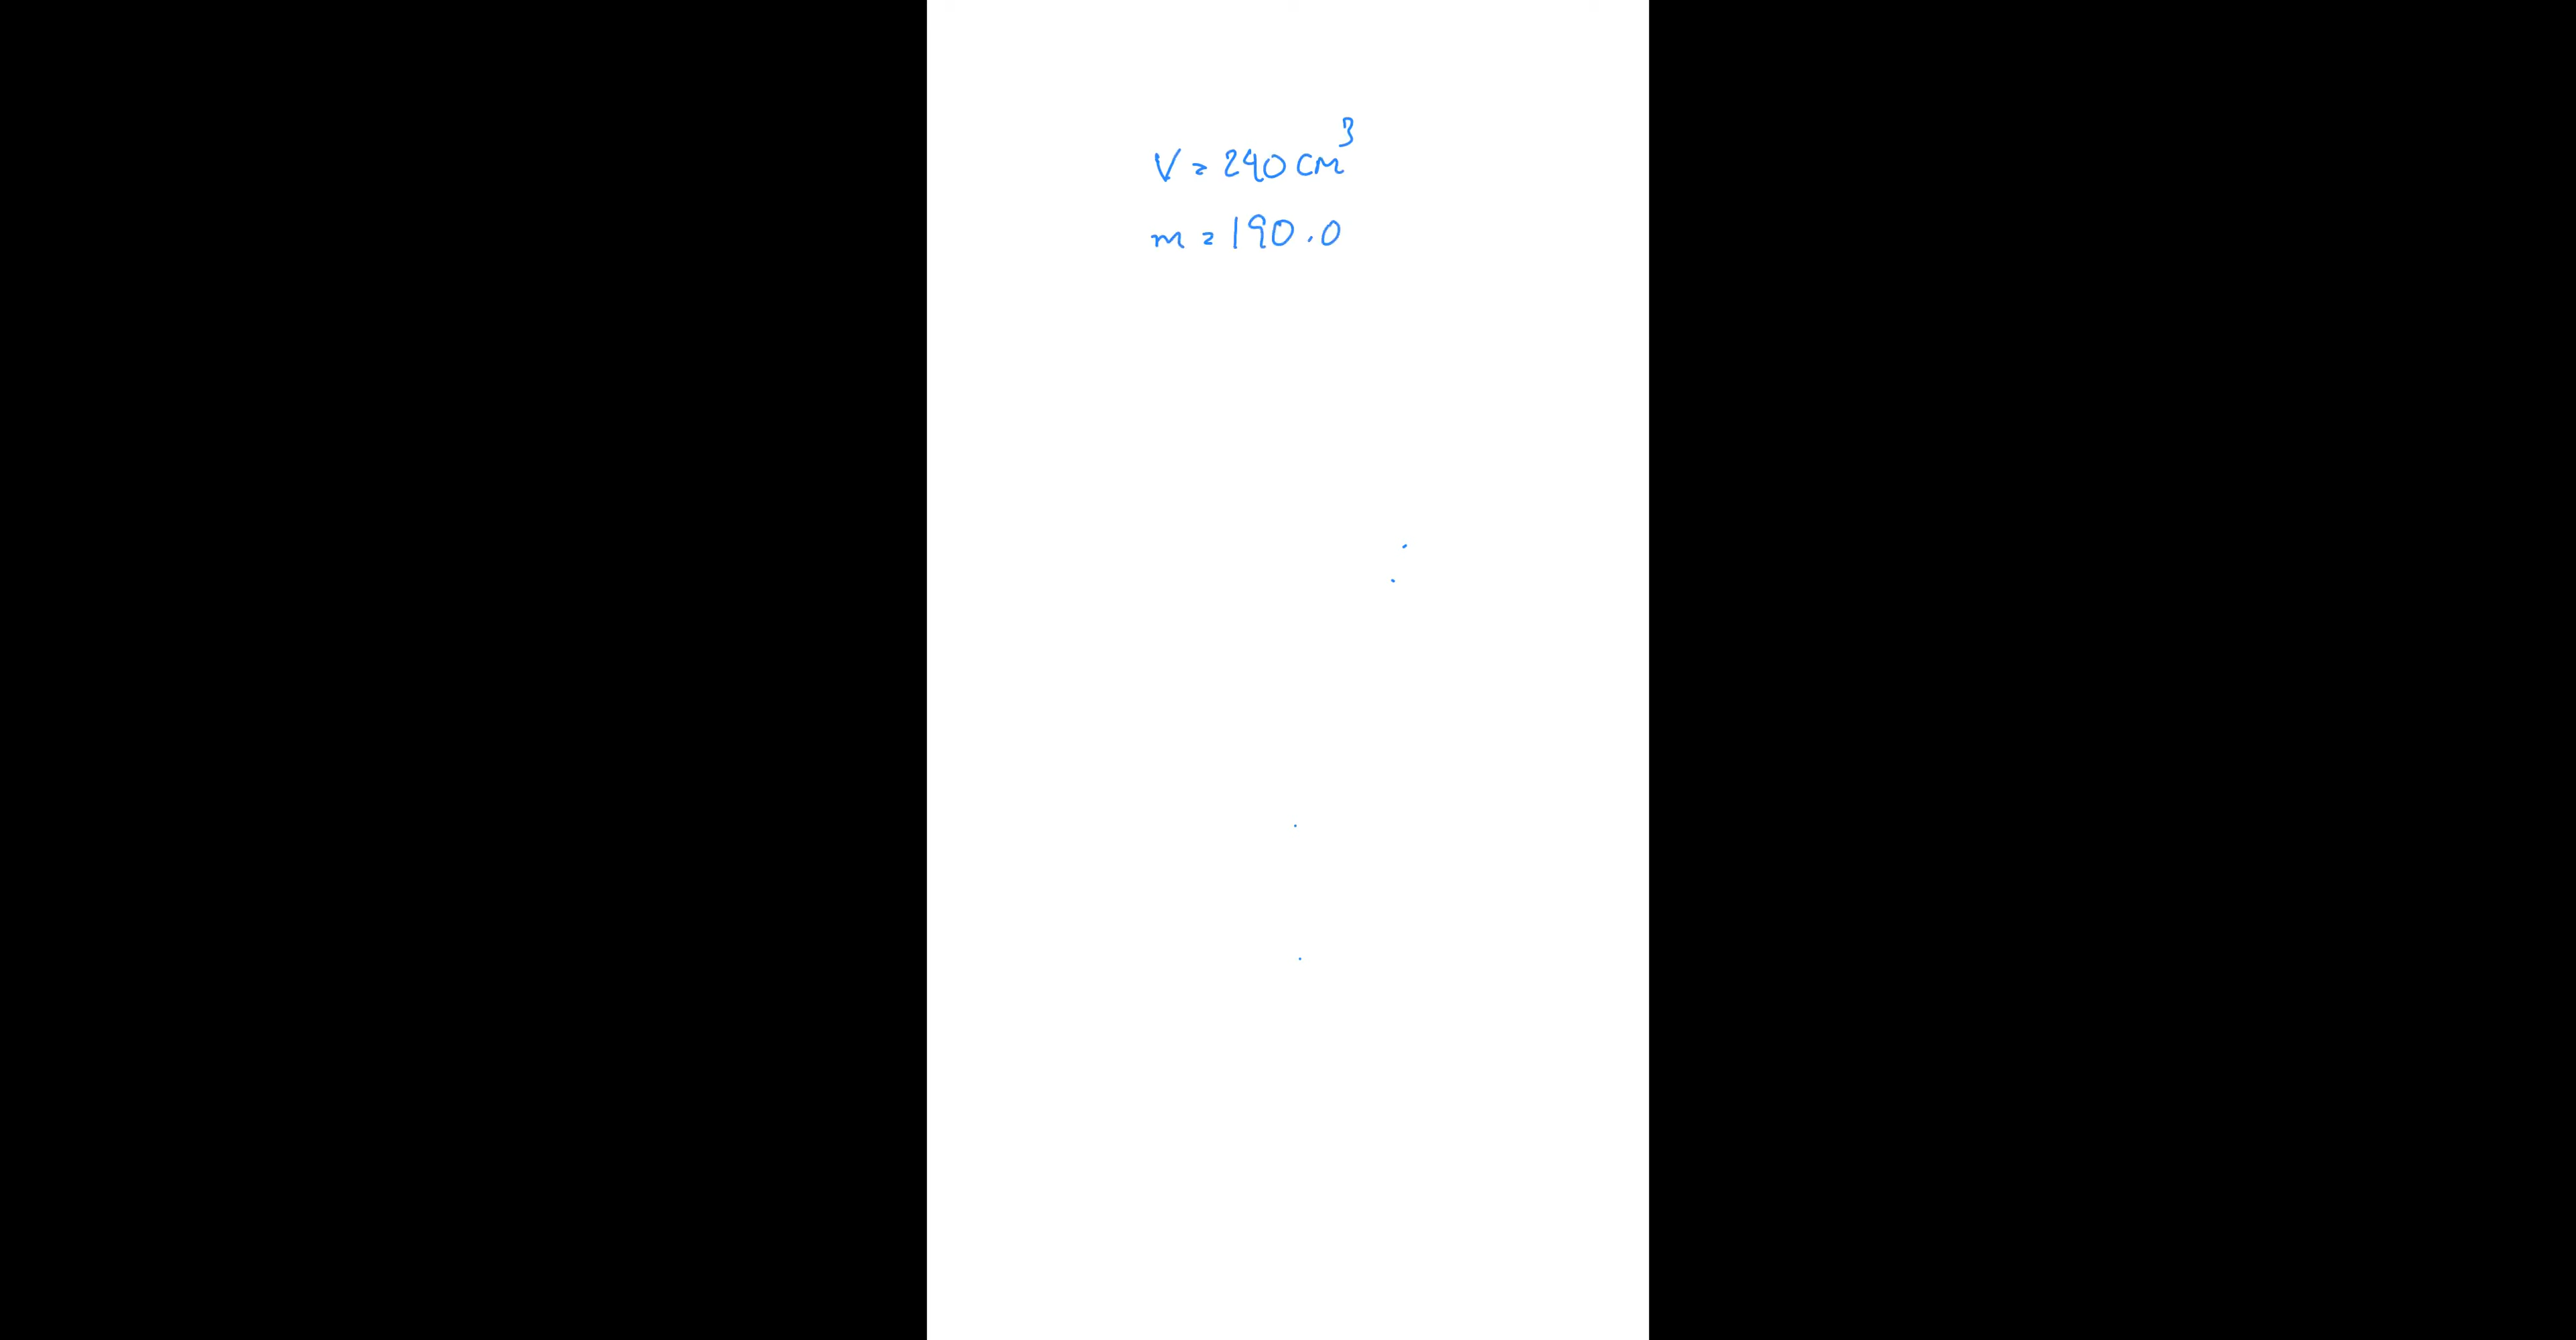 V = 240 cm³
m = 190.0